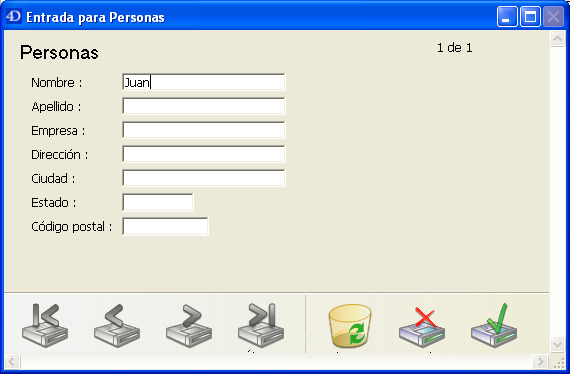 4D Entrada para Personas
Personas
1 de 1
Nombre : Juan
Apellido :
Empresa :
Dirección :
Ciudad :
Estado :
Código postal :